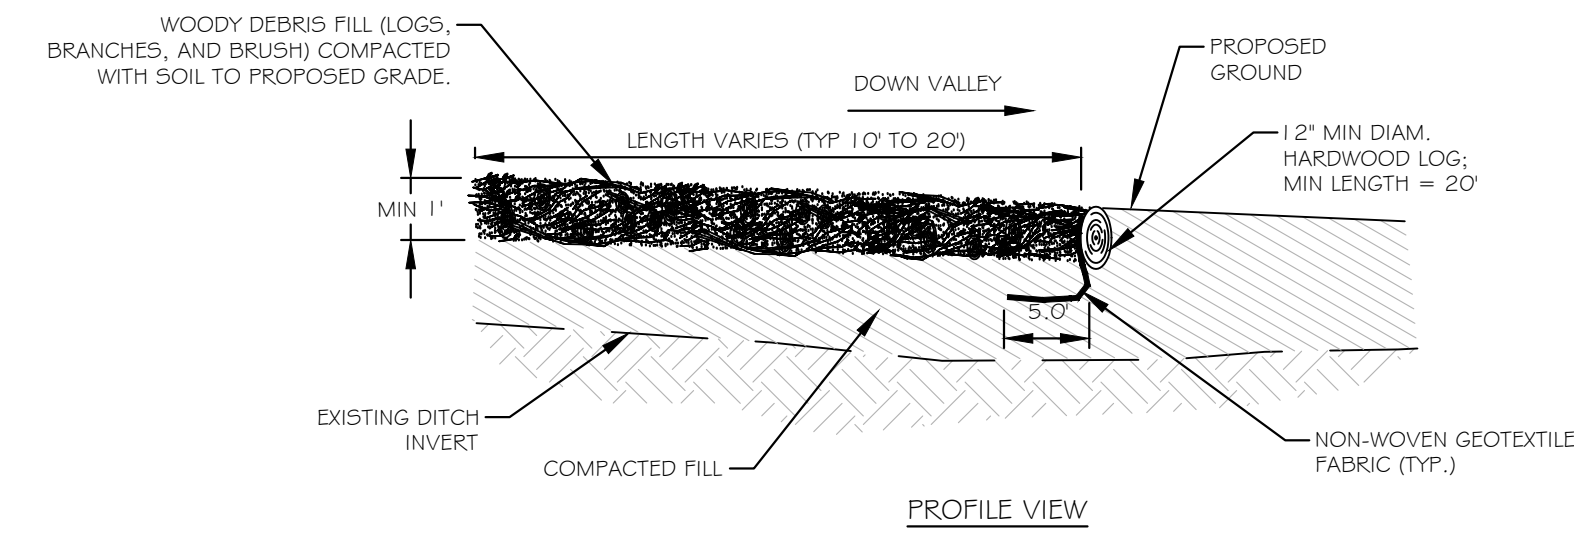 WOODY DEBRIS FILL (LOGS,
BRANCHES, AND BRUSH) COMPACTED
WITH SOIL TO PROPOSED GRADE.
DOWN VALLEY
PROPOSED
GROUND
LENGTH VARIES (TYP 10' TO 20')
12" MIN DIAM.
HARDWOOD LOG;
MIN LENGTH = 20'
MIN 1'
5.0'
EXISTING DITCH
INVERT
COMPACTED FILL
NON-WOVEN GEOTEXTILE
FABRIC (TYP.)
PROFILE VIEW